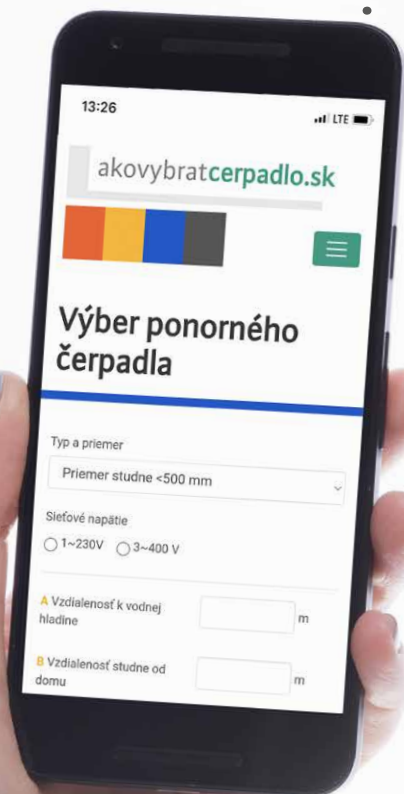 13:26
LTE
akovybratcerpadlo.sk
Výber ponorného
čerpadla
Typ a priemer
Priemer studne <500 mm
Sieťové napätie
1~230V 3~400 V
A Vzdialenosť k vodnej
hladine
m
B Vzdialenosť studne od
domu
m